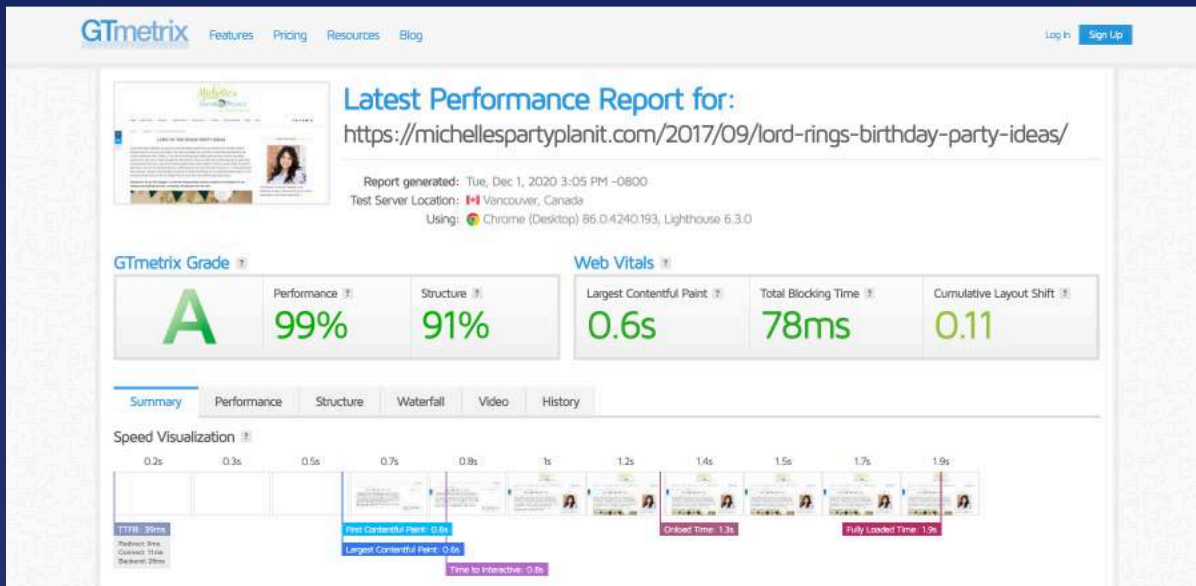 GTmetrix Features Pricing Resources Blog Log In Sign Up
Latest Performance Report for:
https://michellespartyplanit.com/2017/09/lord-rings-birthday-party-ideas/
Report generated: Tue, Dec 1, 2020 3:05 PM -0800
Test Server Location: Vancouver, Canada
Using: Chrome (Desktop) 86.0.4240.193, Lighthouse 6.3.0
GTmetrix Grade ? Web Vitals ?
Performance ? Structure ? Largest Contentful Paint ? Total Blocking Time ? Cumulative Layout Shift ?
A 99% 91% 0.6s 78ms 0.11
Summary Performance Structure Waterfall Video History
Speed Visualization ?
0.2s 0.3s 0.5s 0.7s 0.8s 1s 1.2s 1.4s 1.5s 1.7s 1.9s
TTFB: 39ms First Contentful Paint: 0.6s Onload Time: 1.3s Fully Loaded Time: 1.9s
Redirect: 0ms
Connect: 11ms
Backend: 28ms
Largest Contentful Paint: 0.6s
Time to Interactive: 0.8s